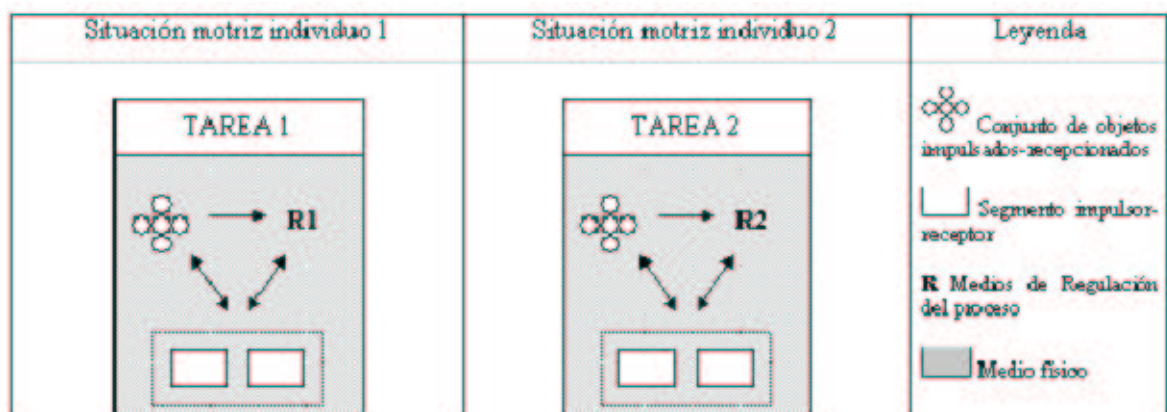 Situación motriz individuo 1
Situación motriz individuo 2
Leyenda
TAREA 1
R1
TAREA 2
R2
Conjunto de objetos
impulsados-recepcionados
Segmento impulsor-
receptor
R Medios de Regulación
del proceso
Medio físico